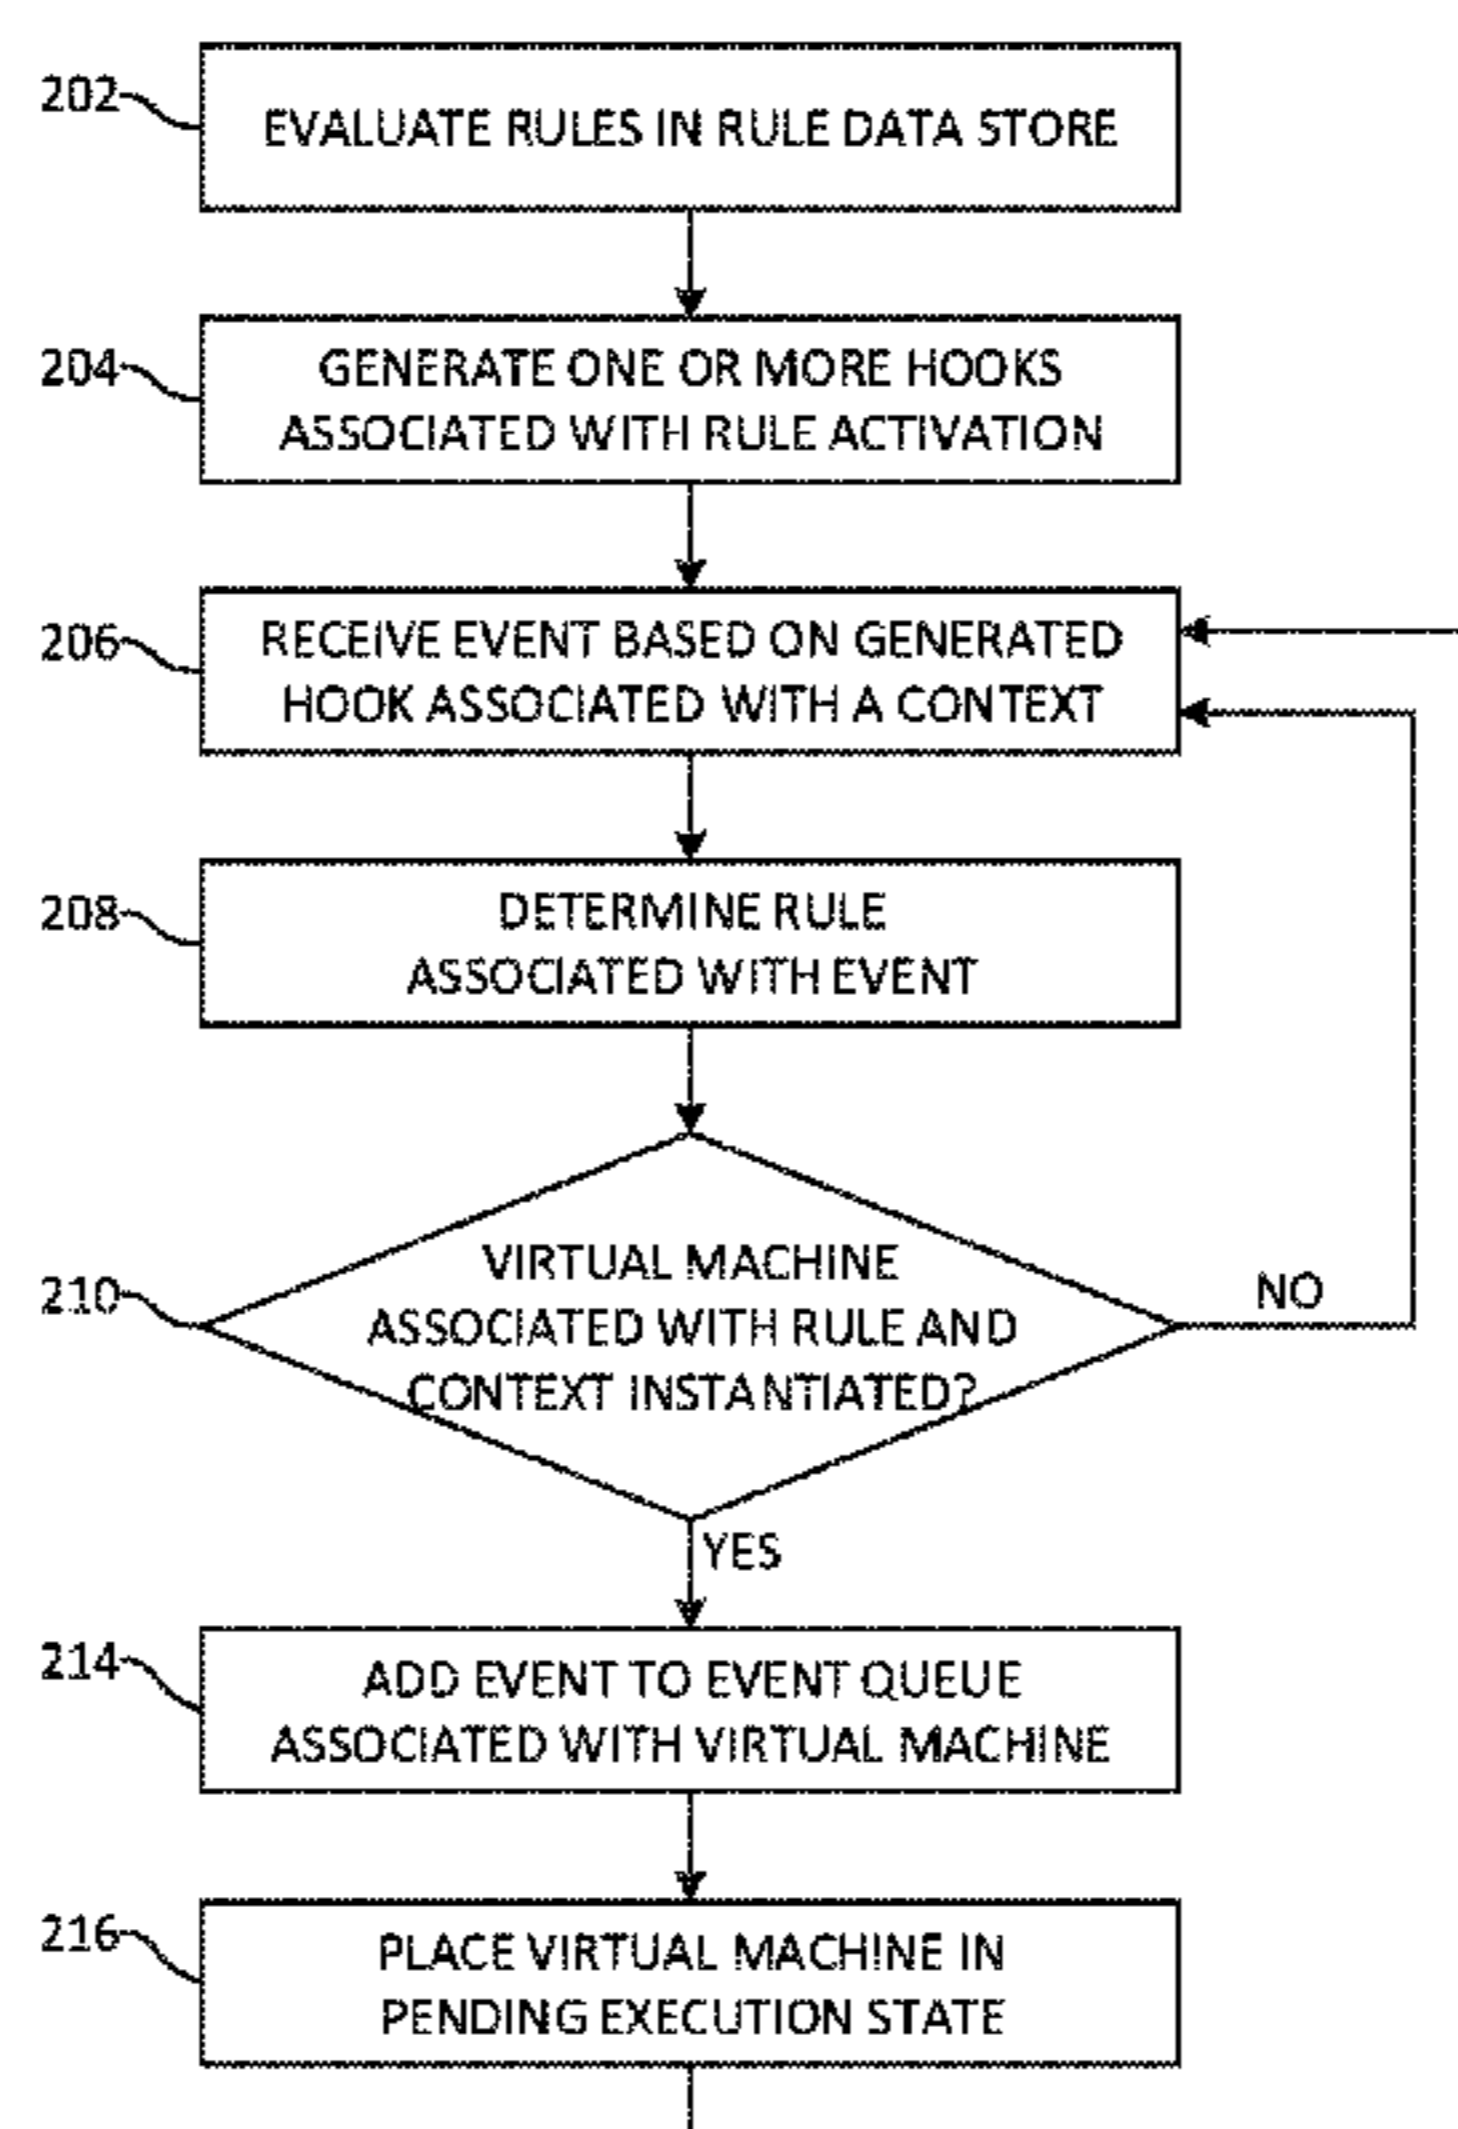 202
EVALUATE RULES IN RULE DATA STORE
204
GENERATE ONE OR MORE HOOKS
ASSOCIATED WITH RULE ACTIVATION
206
RECEIVE EVENT BASED ON GENERATED
HOOK ASSOCIATED WITH A CONTEXT
208
DETERMINE RULE
ASSOCIATED WITH EVENT
210
VIRTUAL MACHINE
ASSOCIATED WITH RULE AND
CONTEXT INSTANTIATED?
NO
YES
214
ADD EVENT TO EVENT QUEUE
ASSOCIATED WITH VIRTUAL MACHINE
216
PLACE VIRTUAL MACHINE IN
PENDING EXECUTION STATE